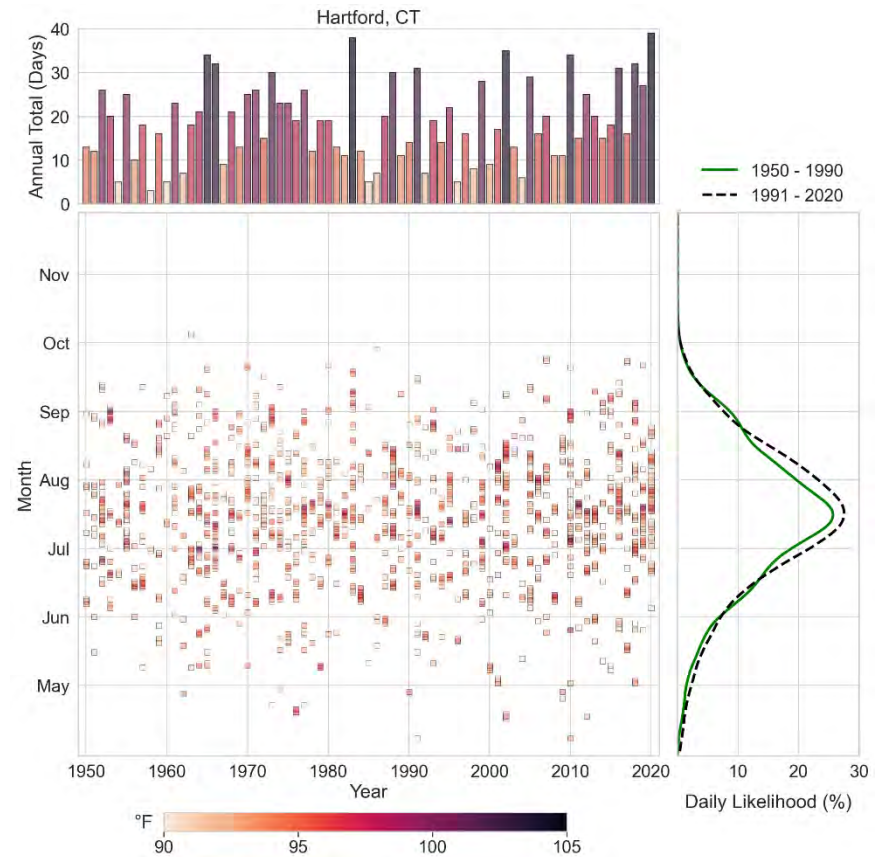 Hartford, CT
Annual Total (Days)
40
30
20
10
0
1950 - 1990
1991 - 2020
Month
Nov
Oct
Sep
Aug
Jul
Jun
May
1950 1960 1970 1980 1990 2000 2010 2020
Year
10 20 30
Daily Likelihood (%)
°F
90 95 100 105